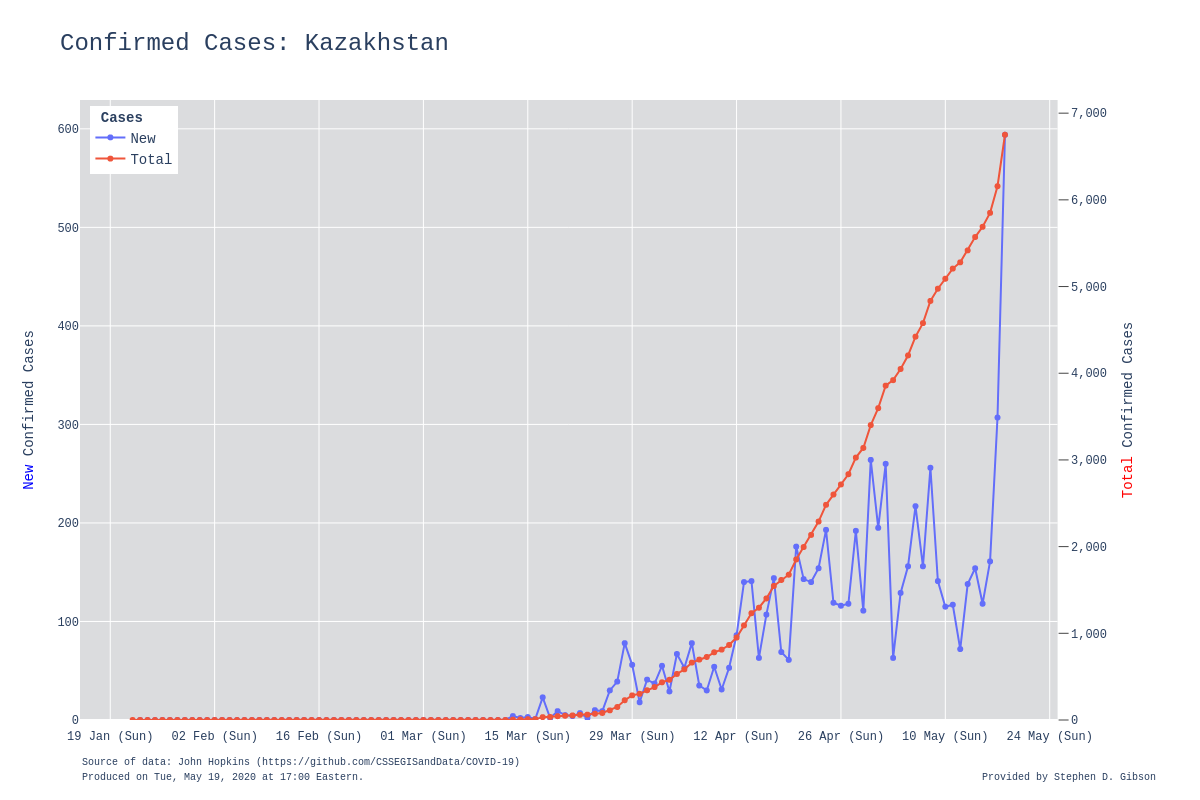 Confirmed Cases: Kazakhstan
Cases
New
Total
600
500
400
300
200
100
0
New Confirmed Cases
7,000
6,000
5,000
4,000
3,000
2,000
1,000
0
Total Confirmed Cases
19 Jan (Sun) 02 Feb (Sun) 16 Feb (Sun) 01 Mar (Sun) 15 Mar (Sun) 29 Mar (Sun) 12 Apr (Sun) 26 Apr (Sun) 10 May (Sun) 24 May (Sun)
Source of data: John Hopkins (https://github.com/CSSEGISandData/COVID-19)
Produced on Tue, May 19, 2020 at 17:00 Eastern.
Provided by Stephen D. Gibson